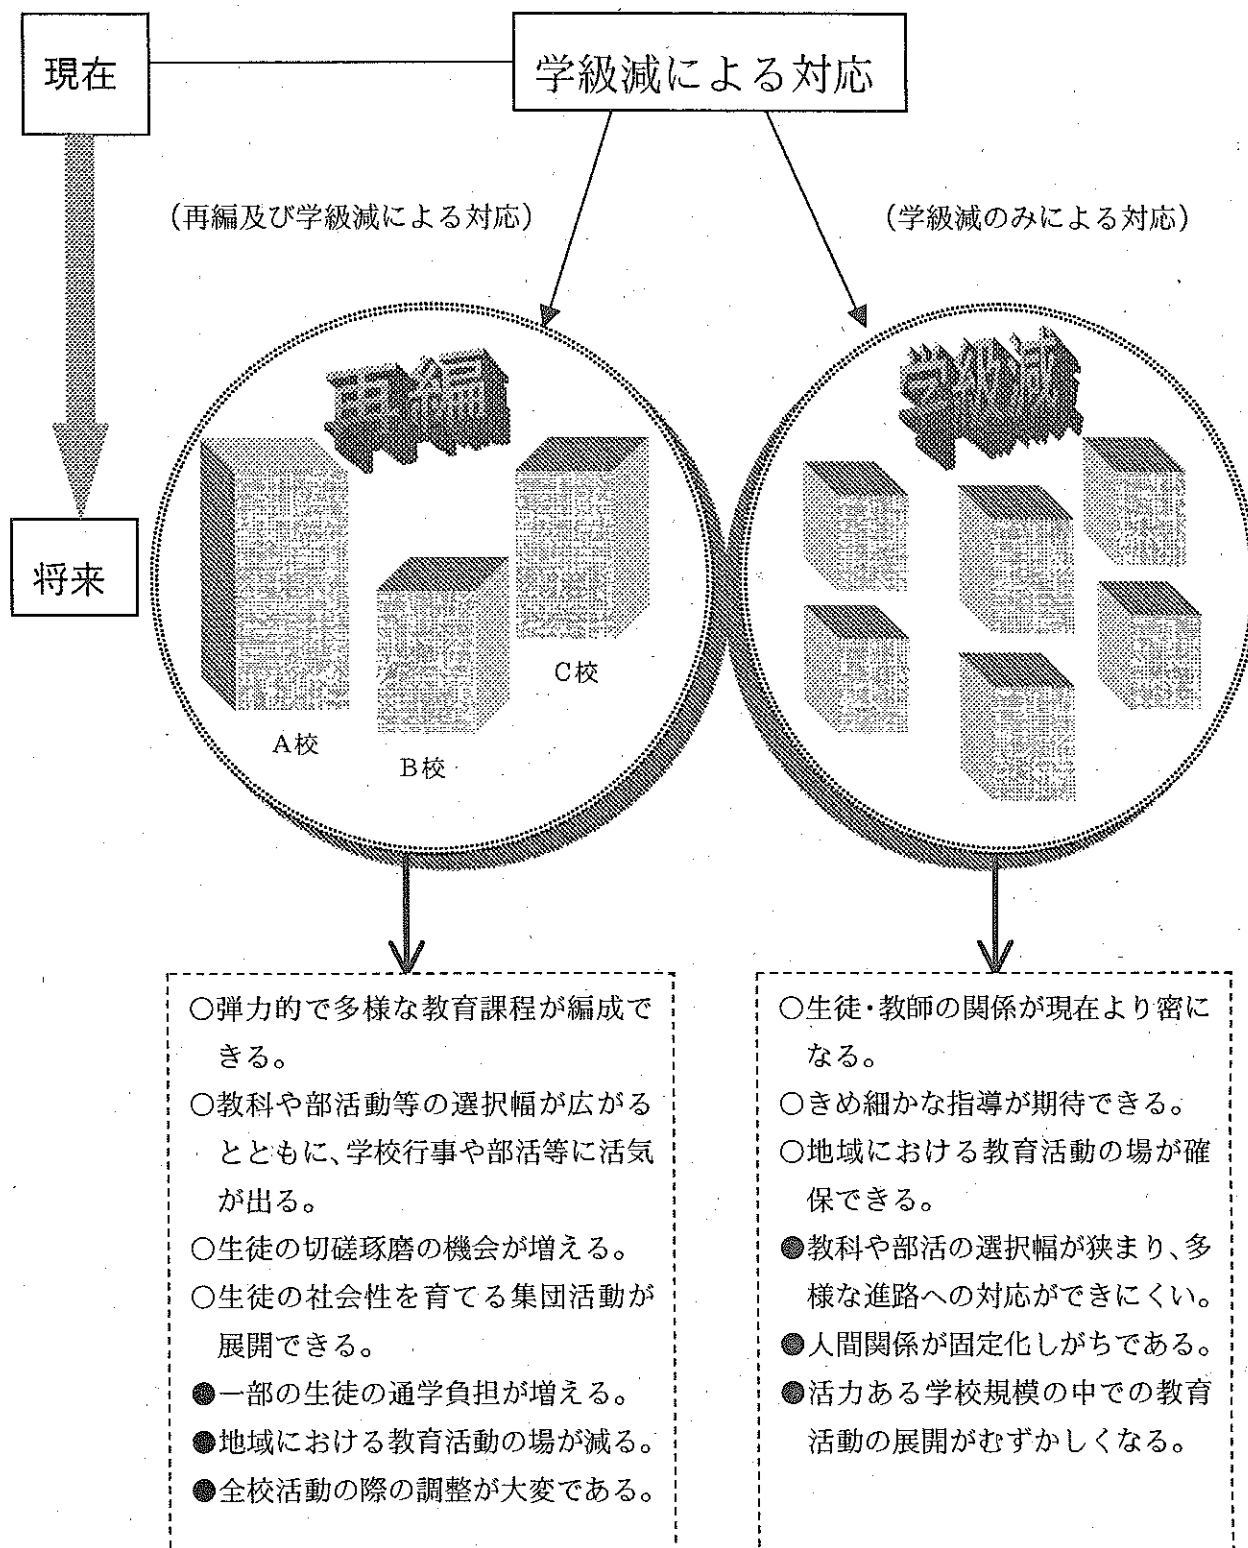 現在
学級減による対応
(再編及び学級減による対応)
(学級減のみによる対応)
再編
学級減
将来
A校
B校
C校
○弾力的で多様な教育課程が編成で
きる。
○教科や部活動等の選択幅が広がる
とともに、学校行事や部活等に活気
が出る。
○生徒の切磋琢磨の機会が増える。
○生徒の社会性を育てる集団活動が
展開できる。
●一部の生徒の通学負担が増える。
●地域における教育活動の場が減る。
●全校活動の際の調整が大変である。
○生徒・教師の関係が現在より密に
なる。
○きめ細かな指導が期待できる。
○地域における教育活動の場が確
保できる。
●教科や部活の選択幅が狭まり、多
様な進路への対応ができにくい。
●人間関係が固定化しがちである。
●活力ある学校規模の中での教育
活動の展開がむずかしくなる。